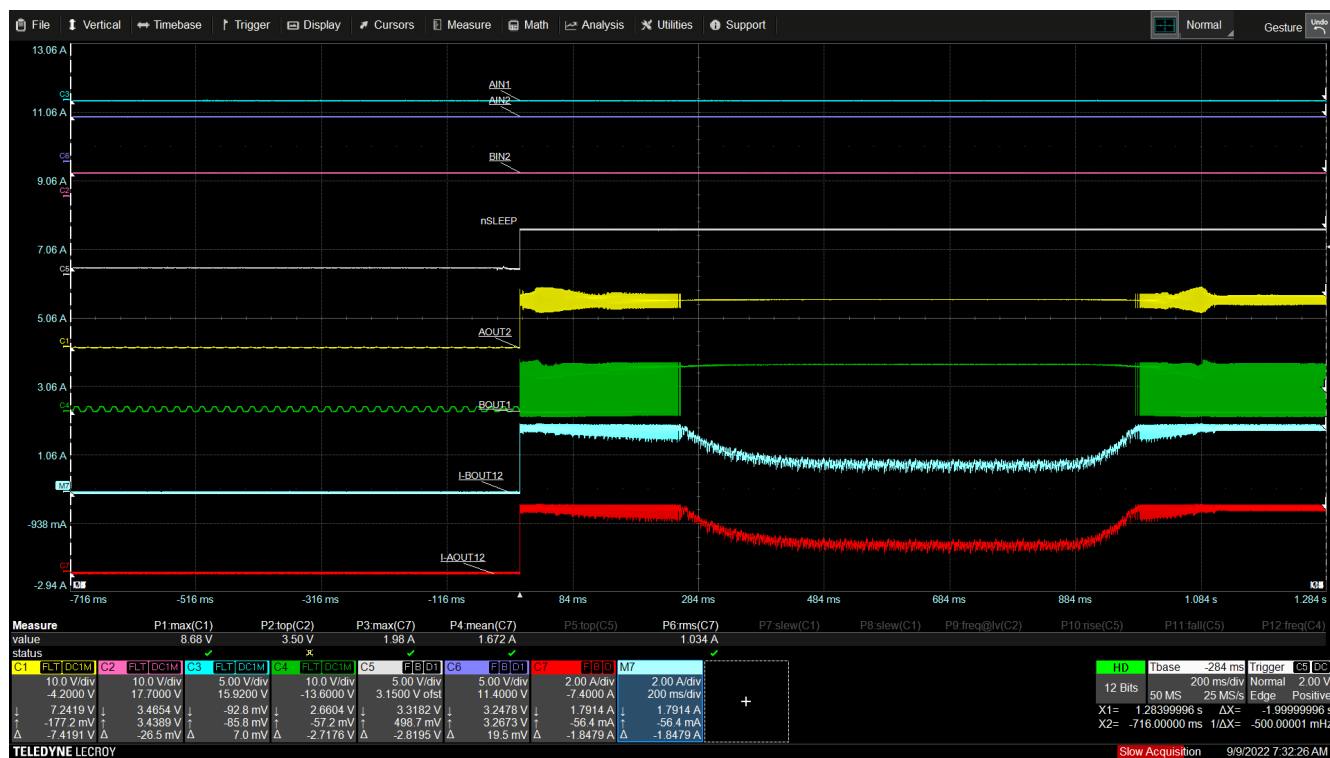 File Vertical Timebase Trigger Display Cursors Measure Math Analysis Utilities Support Normal Gesture Undo
13.06 A
AIN1
C3
AIN2
11.06 A
BIN2
C6
9.06 A
C2
nSLEEP
7.06 A
C5
5.06 A
AOUT2
C1
3.06 A
BOUT1
C4
1.06 A
I-BOUT12
M7
-938 mA
I-AOUT12
C7
-2.94 A
-716 ms -516 ms -316 ms -116 ms 84 ms 284 ms 484 ms 684 ms 884 ms 1.084 s 1.284 s
Measure P1:max(C1) P2:top(C2) P3:max(C7) P4:mean(C7) P5:top(C5) P6:rms(C7) P7:slew(C1) P8:slew(C1) P9:freq@lv(C2) P10:rise(C5) P11:fall(C5) P12:freq(C4)
value 8.68 V 3.50 V 1.98 A 1.672 A 1.034 A
status
C1 FLT DC1M C2 FLT DC1M C3 FLT DC1M C4 FLT DC1M C5 F B D1 C6 F B D1 C7 F B D M7 HD Tbase -284 ms Trigger C5 DC
10.0 V/div 10.0 V/div 5.00 V/div 10.0 V/div 5.00 V/div 5.00 V/div 2.00 A/div 2.00 A/div 12 Bits 200 ms/div Normal 2.00 V
-4.2000 V 17.7000 V 15.9200 V -13.6000 V 3.1500 V ofst 11.4000 V -7.4000 A 200 ms/div 50 MS 25 MS/s Edge Positive
↓ 7.2419 V ↓ 3.4654 V ↓ -92.8 mV ↓ 2.6604 V ↓ 3.3182 V ↓ 3.2478 V ↓ 1.7914 A ↓ 1.7914 A X1= 1.28399996 s ΔX= -1.99999996 s
↑ -177.2 mV ↑ 3.4389 V ↑ -85.8 mV ↑ -57.2 mV ↑ 498.7 mV ↑ 3.2673 V ↑ -56.4 mA ↑ -56.4 mA X2= -716.00000 ms 1/ΔX= -500.00001 mHz
Δ -7.4191 V Δ -26.5 mV Δ 7.0 mV Δ -2.7176 V Δ -2.8195 V Δ 19.5 mV Δ -1.8479 A Δ -1.8479 A
TELEDYNE LECROY Slow Acquisition 9/9/2022 7:32:26 AM